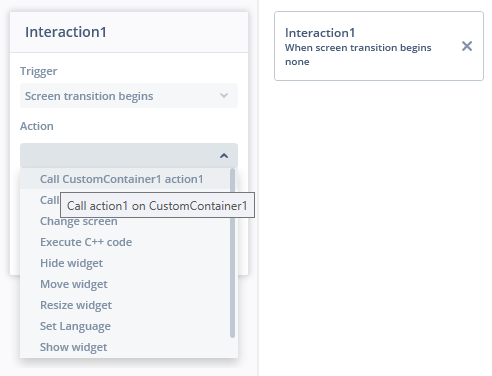 Interaction1
Trigger
Screen transition begins
Action
Call CustomContainer1 action1
Call
Call action1 on CustomContainer1
Change screen
Execute C++ code
Hide widget
Move widget
Resize widget
Set Language
Show widget
Interaction1
When screen transition begins
none